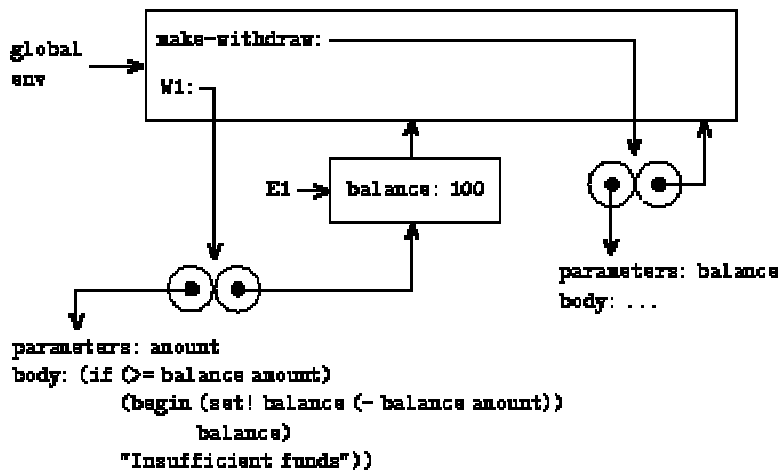 global
env
make-withdraw:
W1:
E1
balance: 100
parameters: balance
body: ...
parameters: amount
body: (if (>= balance amount)
(begin (set! balance (- balance amount))
balance)
"Insufficient funds"))